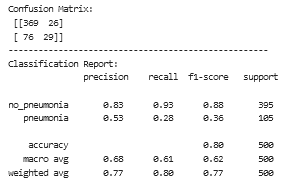 Confusion Matrix:
[[369 26]
[ 76 29]]
----------------------------------------------------
Classification Report:
precision recall f1-score support
no_pneumonia 0.83 0.93 0.88 395
pneumonia 0.53 0.28 0.36 105
accuracy 0.80 500
macro avg 0.68 0.61 0.62 500
weighted avg 0.77 0.80 0.77 500